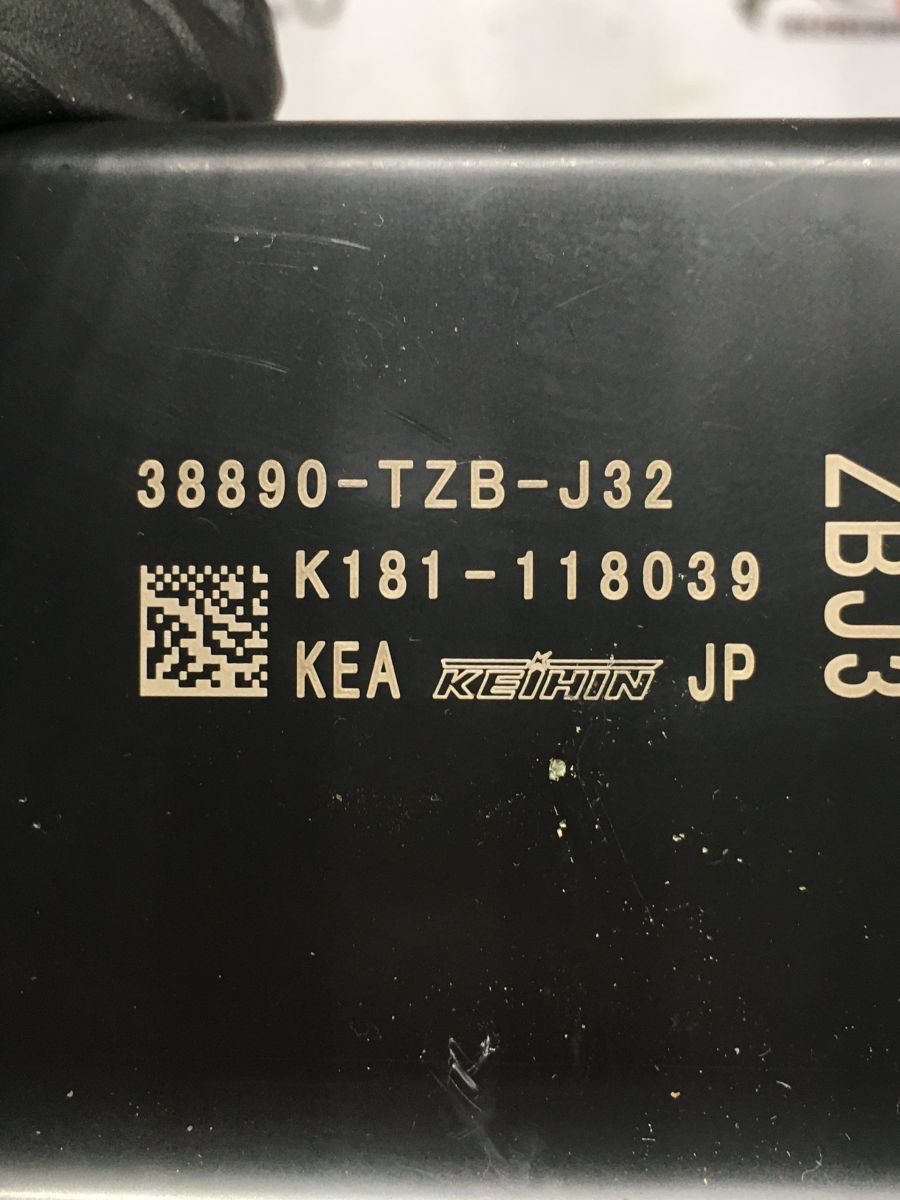 38890-TZB-J32
K181-118039
KEA KEIHIN JP
ZBJ3